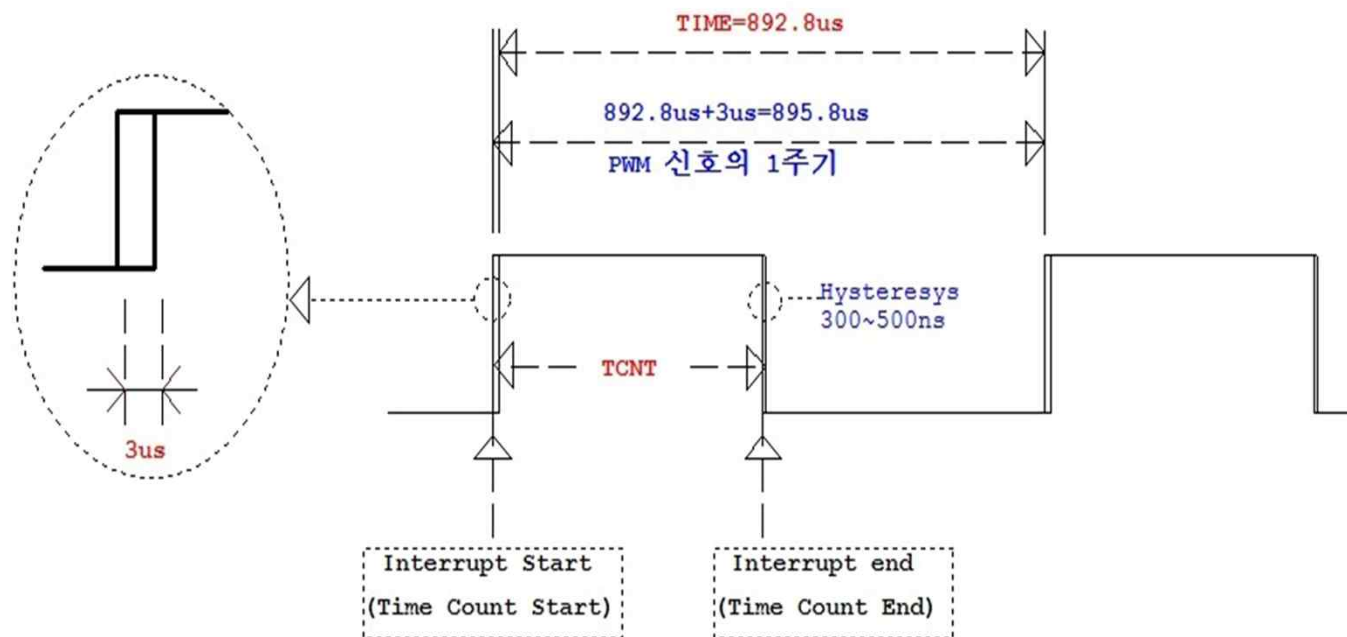 TIME=892.8us
892.8us+3us=895.8us
PWM 신호의 1주기
Hysteresys
300~500ns
TCNT
3us
Interrupt Start
(Time Count Start)
Interrupt end
(Time Count End)